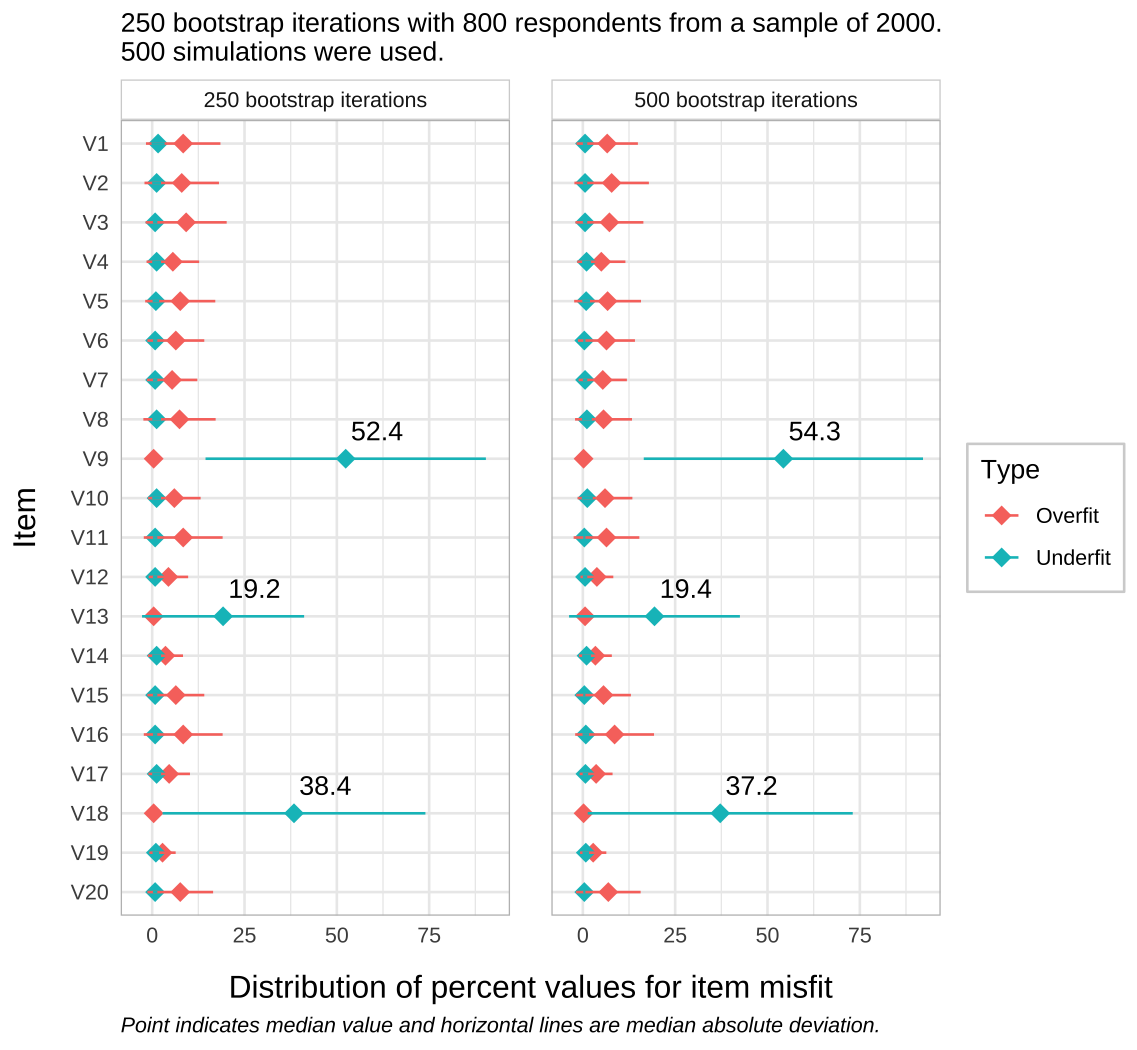 250 bootstrap iterations with 800 respondents from a sample of 2000.
500 simulations were used.
250 bootstrap iterations
500 bootstrap iterations
V1
V2
V3
V4
V5
V6
V7
V8
52.4
54.3
V9
V10
V11
V12
19.2
19.4
V13
V14
V15
V16
V17
38.4
37.2
V18
V19
V20
Item
Type
Overfit
Underfit
0 25 50 75
0 25 50 75
Distribution of percent values for item misfit
Point indicates median value and horizontal lines are median absolute deviation.